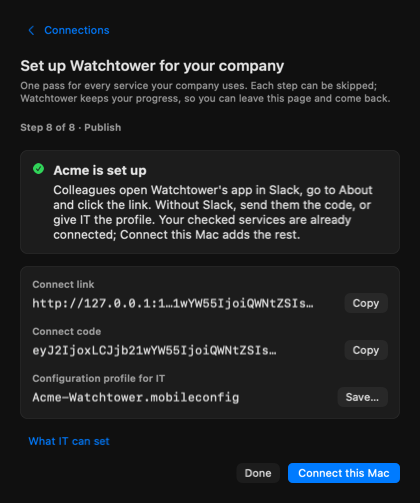 Connections
Set up Watchtower for your company
One pass for every service your company uses. Each step can be skipped;
Watchtower keeps your progress, so you can leave this page and come back.
Step 8 of 8 · Publish
Acme is set up
Colleagues open Watchtower's app in Slack, go to About
and click the link. Without Slack, send them the code, or
give IT the profile. Your checked services are already
connected; Connect this Mac adds the rest.
Connect link
http://127.0.0.1:1…1wYW55IjoiQWNtZSIs…
Copy
Connect code
eyJ2IjoxLCJjb21wYW55IjoiQWNtZSIs…
Copy
Configuration profile for IT
Acme-Watchtower.mobileconfig
Save...
What IT can set
Done
Connect this Mac